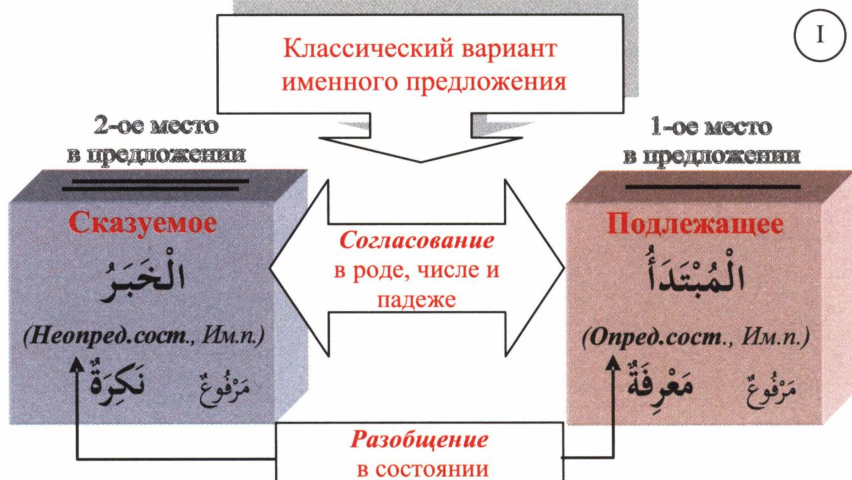 Классический вариант
именного предложения
I
2-ое место
в предложении
1-ое место
в предложении
Сказуемое
الْخَبَرُ
(Неопред.сост., Им.п.)
نَكِرَةٌ مَرْفُوعٌ
Согласование
в роде, числе и
падеже
Подлежащее
الْمُبْتَدَأُ
(Опред.сост., Им.п.)
مَعْرِفَةٌ مَرْفُوعٌ
Разобщение
в состоянии